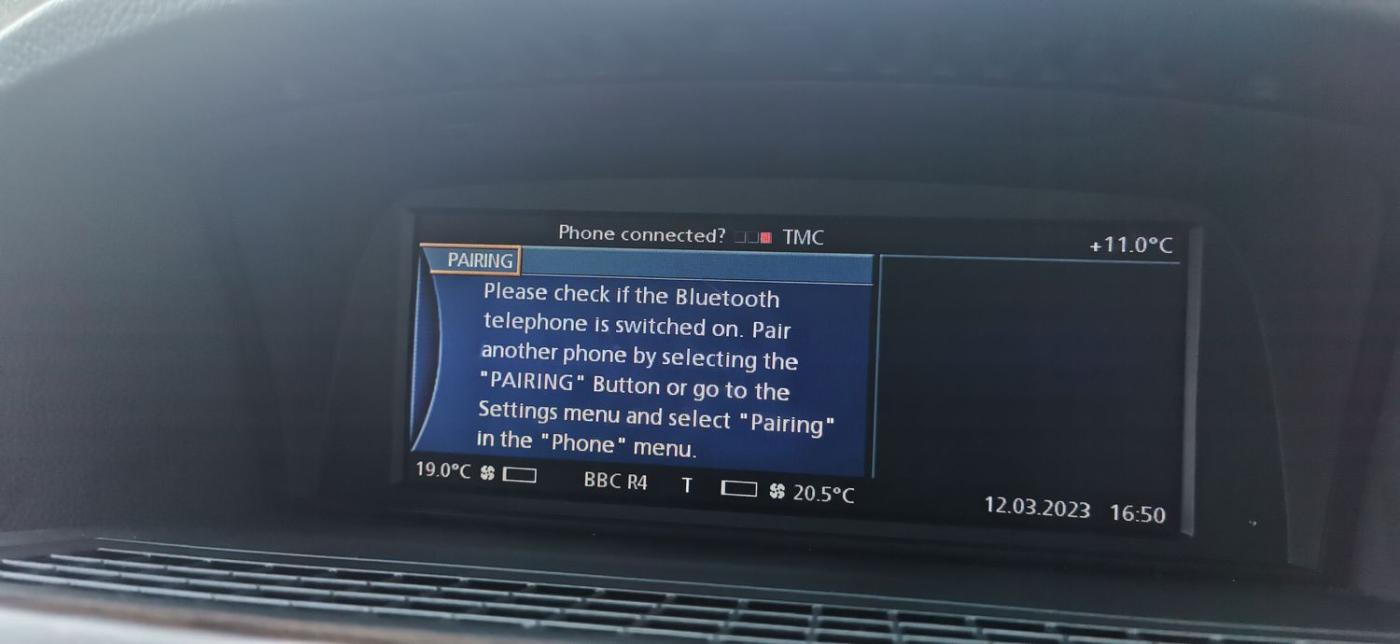 Phone connected? TMC +11.0°C
PAIRING
Please check if the Bluetooth
telephone is switched on. Pair
another phone by selecting the
"PAIRING" Button or go to the
Settings menu and select "Pairing"
in the "Phone" menu.
19.0°C BBC R4 T 20.5°C 12.03.2023 16:50